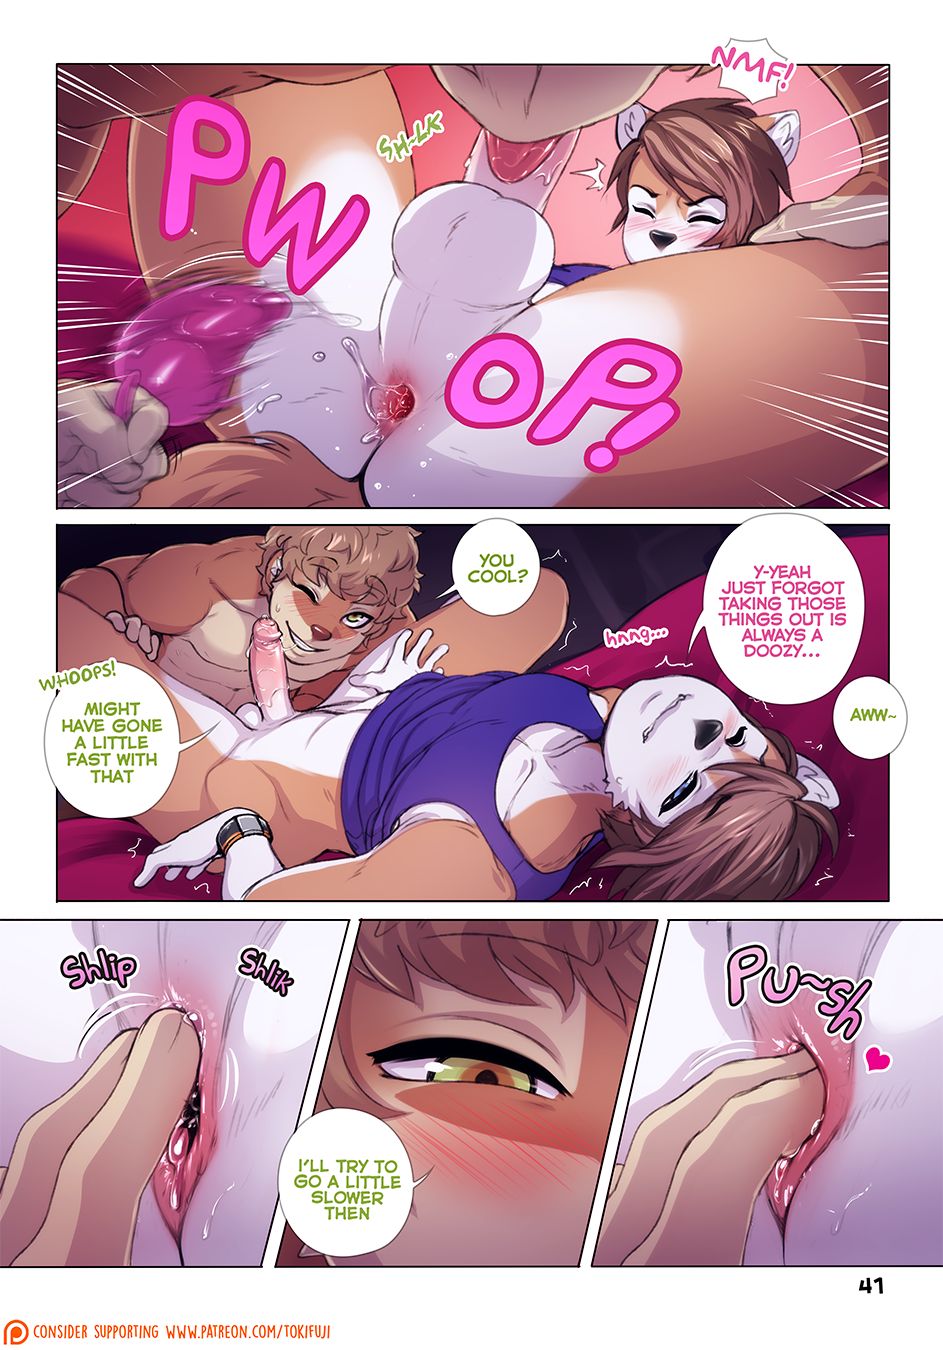 NMF!
SH~LK
PW
OP!
YOU
COOL?
Y-YEAH
JUST FORGOT
TAKING THOSE
THINGS OUT IS
ALWAYS A
DOOZY...
hnng...
AWW~
WHOOPS!
MIGHT
HAVE GONE
A LITTLE
FAST WITH
THAT
Shlip
Shlik
I'LL TRY TO
GO A LITTLE
SLOWER
THEN
PU~sh
41
CONSIDER SUPPORTING WWW.PATREON.COM/TOKIFUJI